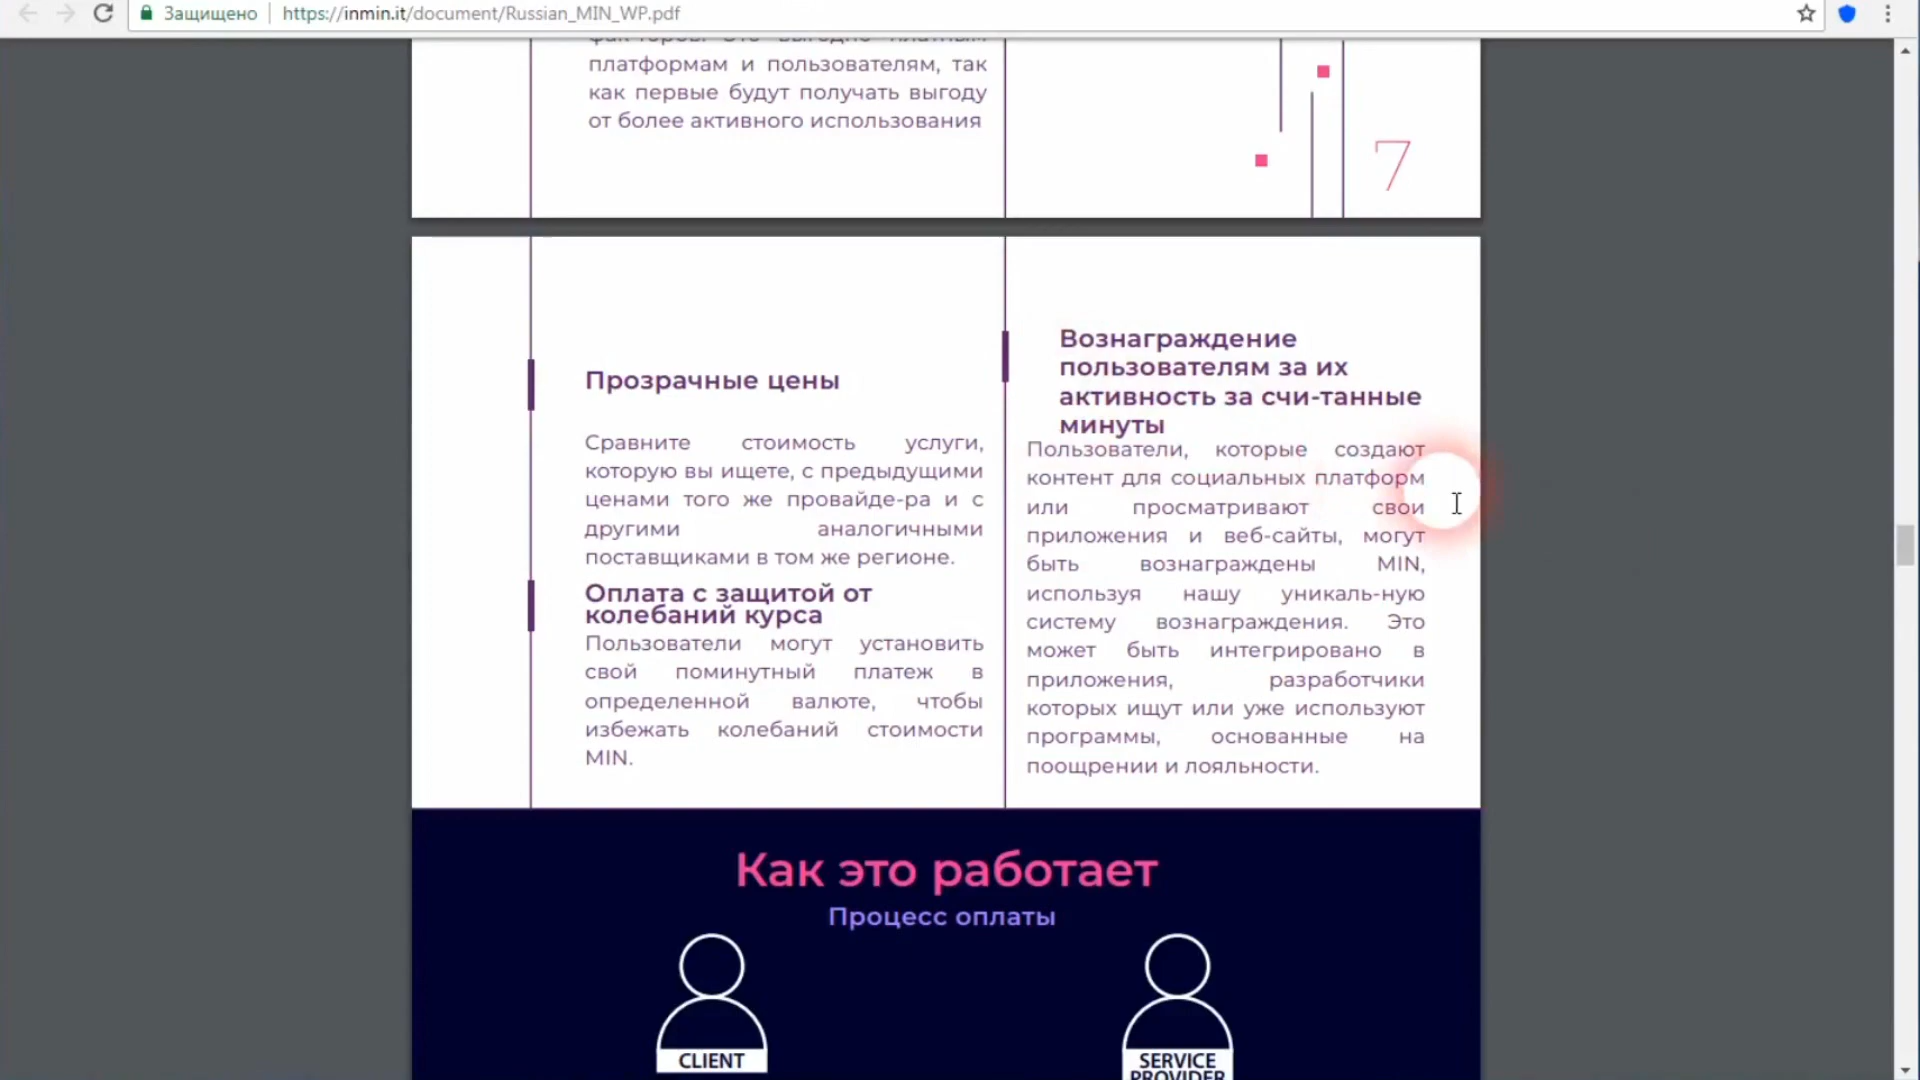 Защищено
https://inmin.it/document/Russian_MIN_WP.pdf
платформам и пользователям, так
как первые будут получать выгоду
от более активного использования
7
Прозрачные цены
Сравните стоимость услуги,
которую вы ищете, с предыдущими
ценами того же провайде-ра и с
другими аналогичными
поставщиками в том же регионе.
Оплата с защитой от
колебаний курса
Пользователи могут установить
свой поминутный платеж в
определенной валюте, чтобы
избежать колебаний стоимости
MIN.
Вознаграждение
пользователям за их
активность за счи-танные
минуты
Пользователи, которые создают
контент для социальных платформ
или просматривают свои
приложения и веб-сайты, могут
быть вознаграждены MIN,
используя нашу уникаль-ную
систему вознаграждения. Это
может быть интегрировано в
приложения, разработчики
которых ищут или уже используют
программы, основанные на
поощрении и лояльности.
Как это работает
Процесс оплаты
CLIENT
SERVICE
PROVIDER